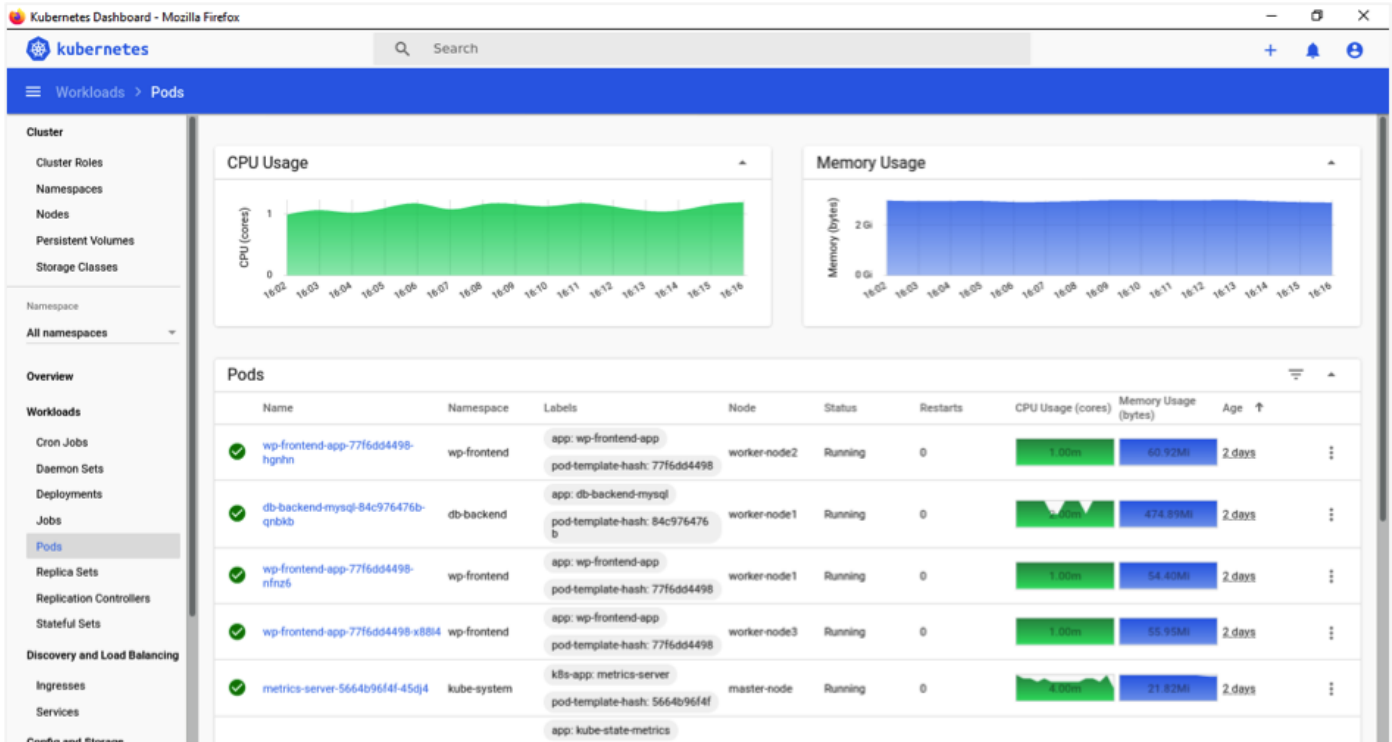 Kubernetes Dashboard - Mozilla Firefox
kubernetes
Search
Workloads > Pods
Cluster
Cluster Roles
Namespaces
Nodes
Persistent Volumes
Storage Classes
Namespace
All namespaces
Overview
Workloads
Cron Jobs
Daemon Sets
Deployments
Jobs
Pods
Replica Sets
Replication Controllers
Stateful Sets
Discovery and Load Balancing
Ingresses
Services
Config and Storage
CPU Usage
CPU (cores)
1
0
16:02 16:03 16:04 16:05 16:06 16:07 16:08 16:09 16:10 16:11 16:12 16:13 16:14 16:15 16:16
Memory Usage
Memory (bytes)
2 Gi
0 Gi
16:02 16:03 16:04 16:05 16:06 16:07 16:08 16:09 16:10 16:11 16:12 16:13 16:14 16:15 16:16
Pods
Name Namespace Labels Node Status Restarts CPU Usage (cores) Memory Usage (bytes) Age
wp-frontend-app-77f6dd4498-
hgnhn
wp-frontend
app: wp-frontend-app
pod-template-hash: 77f6dd4498
worker-node2 Running 0 1.00m 60.92Mi 2 days
db-backend-mysql-84c976476b-
qnbkb
db-backend
app: db-backend-mysql
pod-template-hash: 84c976476
b
worker-node1 Running 0 2.00m 474.89Mi 2 days
wp-frontend-app-77f6dd4498-
nfnz6
wp-frontend
app: wp-frontend-app
pod-template-hash: 77f6dd4498
worker-node1 Running 0 1.00m 54.40Mi 2 days
wp-frontend-app-77f6dd4498-x88l4
wp-frontend
app: wp-frontend-app
pod-template-hash: 77f6dd4498
worker-node3 Running 0 1.00m 55.95Mi 2 days
metrics-server-5664b96f4f-45dj4
kube-system
k8s-app: metrics-server
pod-template-hash: 5664b96f4f
master-node Running 0 4.00m 21.82Mi 2 days
app: kube-state-metrics